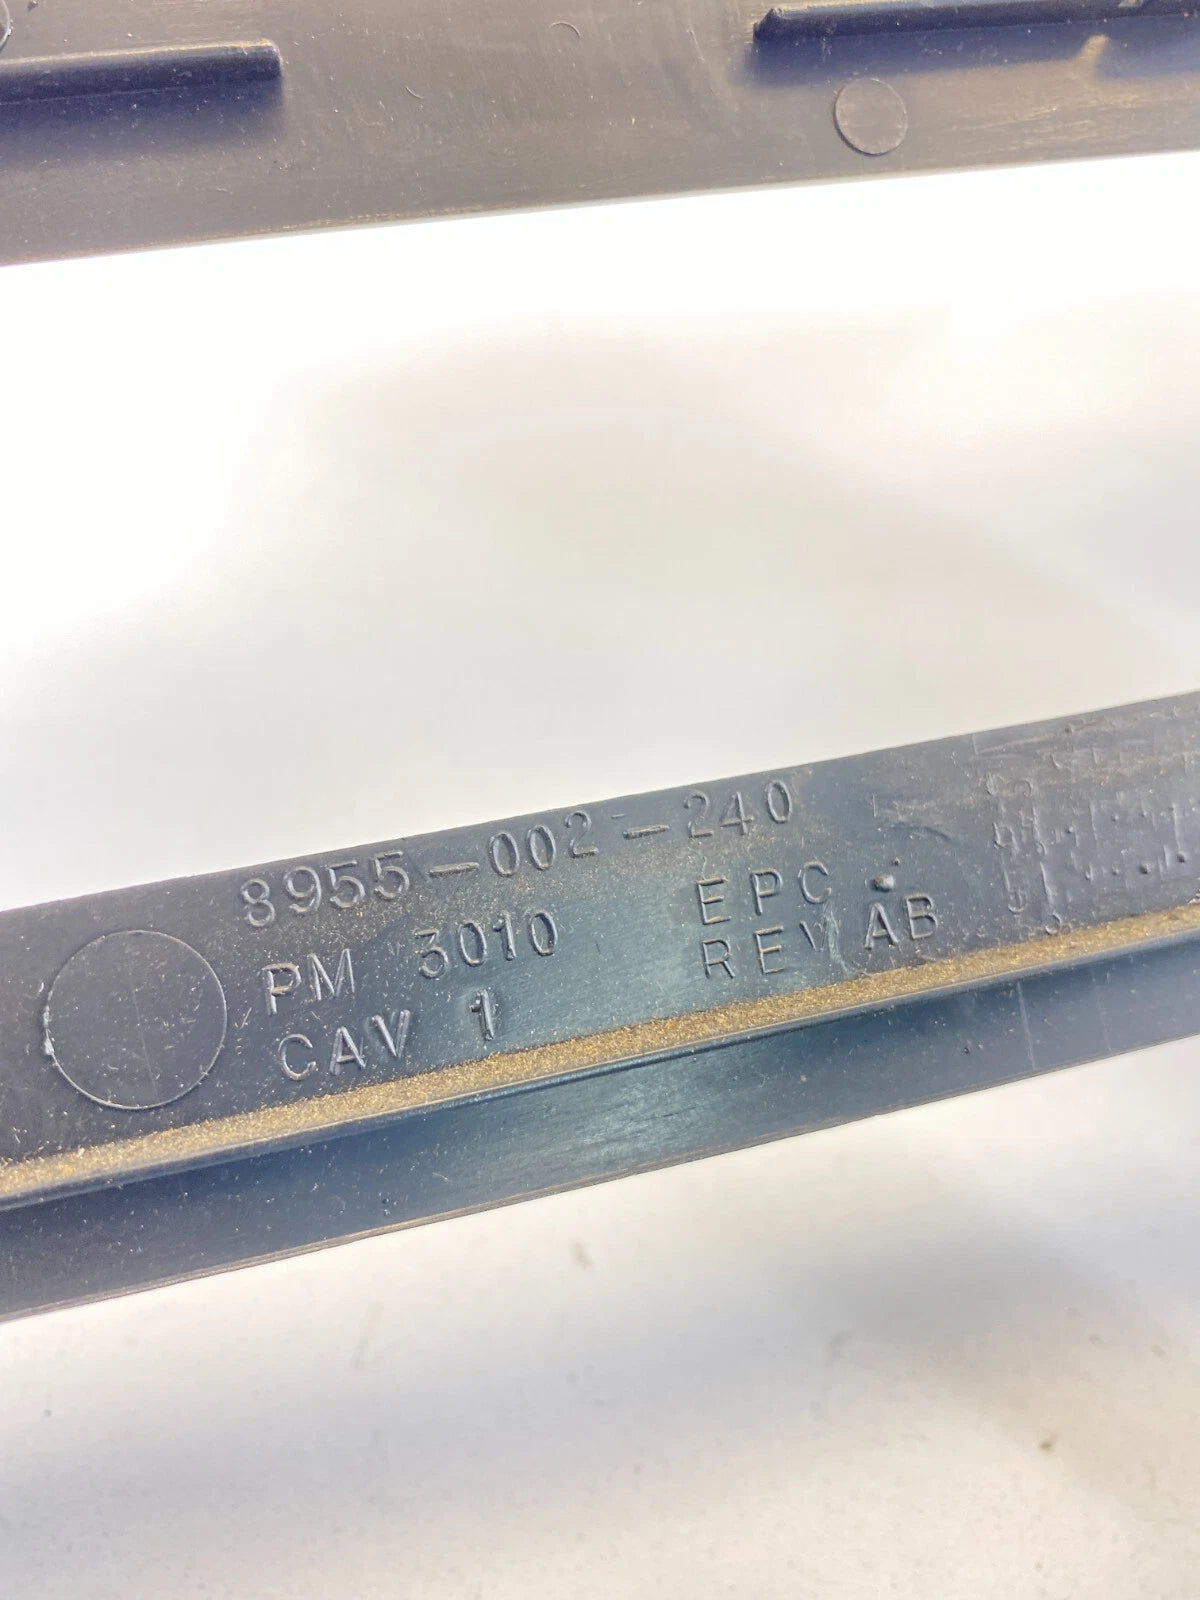 8955-002-240
PM 3010 EPC
CAV 1 REV AB